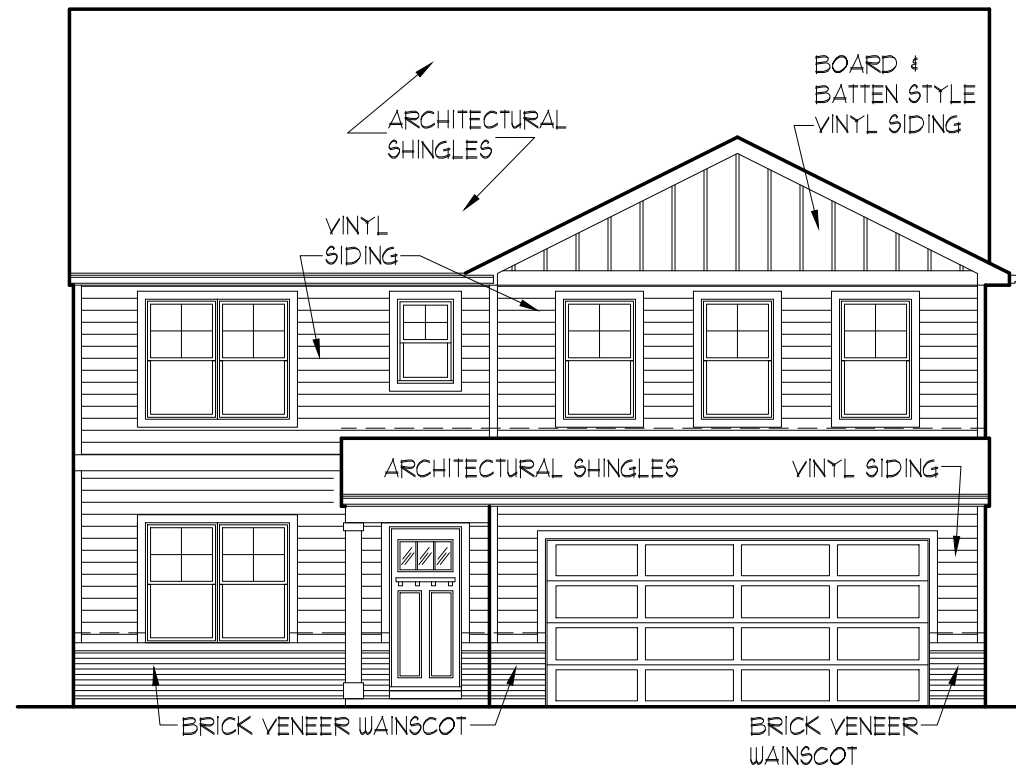 BOARD &
BATTEN STYLE
VINYL SIDING
ARCHITECTURAL
SHINGLES
VINYL
SIDING
ARCHITECTURAL SHINGLES
VINYL SIDING
BRICK VENEER WAINSCOT
BRICK VENEER
WAINSCOT